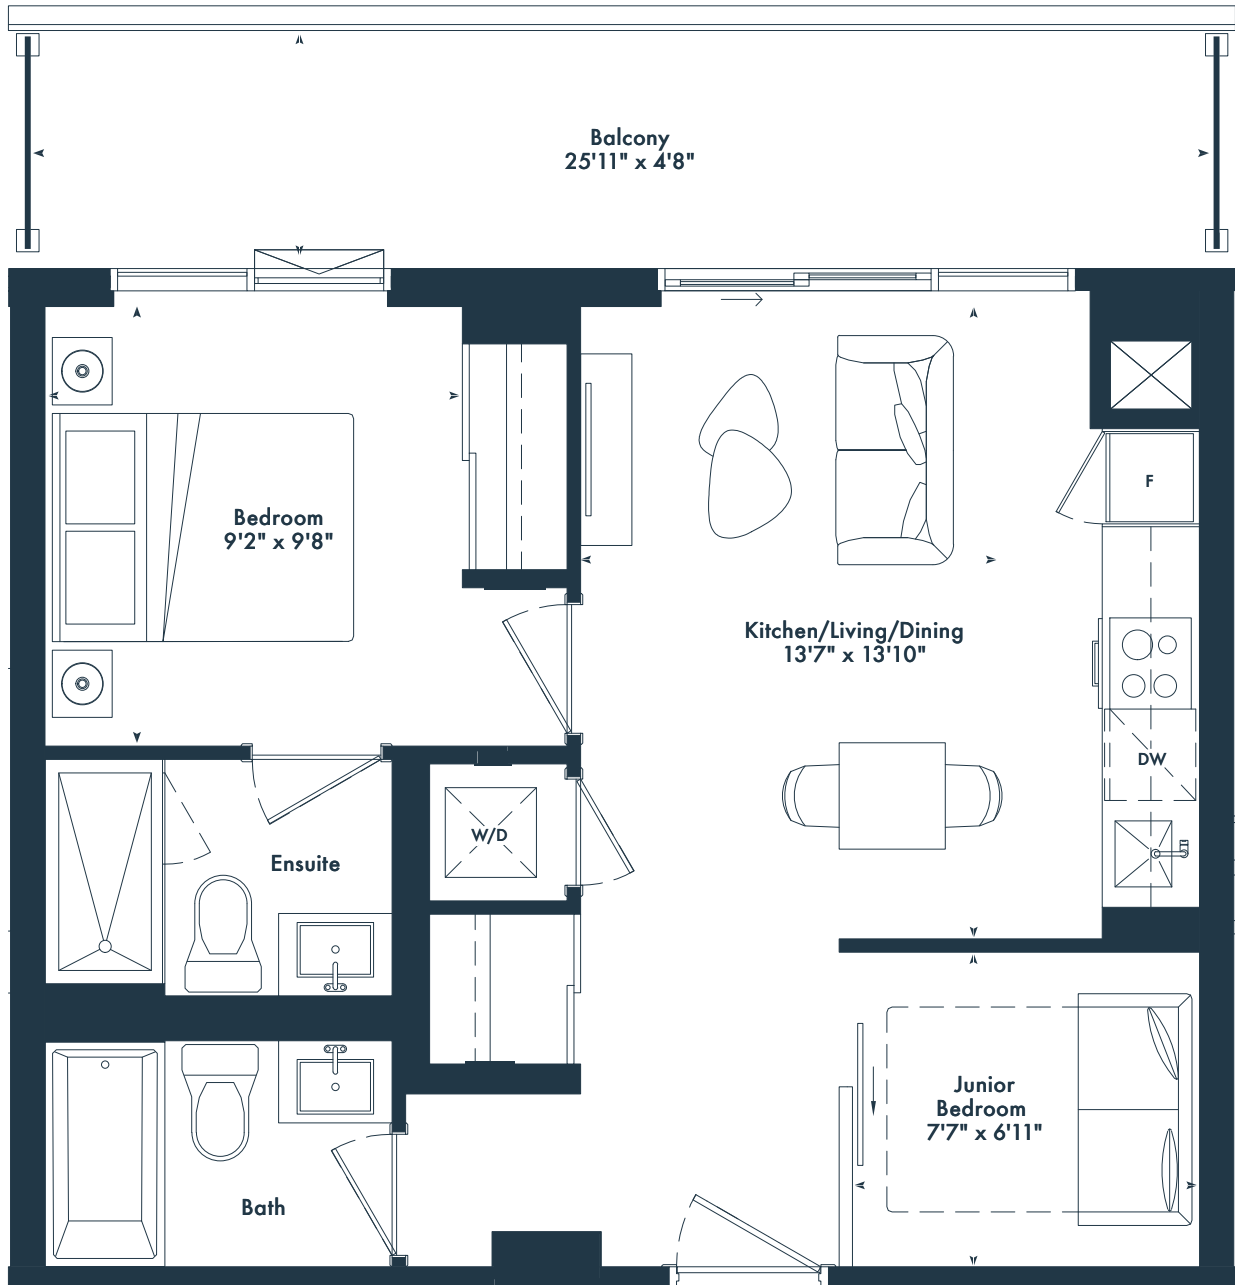 Balcony
25'11" x 4'8"
Bedroom
9'2" x 9'8"
F
Kitchen/Living/Dining
13'7" x 13'10"
DW
W/D
Ensuite
Junior
Bedroom
7'7" x 6'11"
Bath